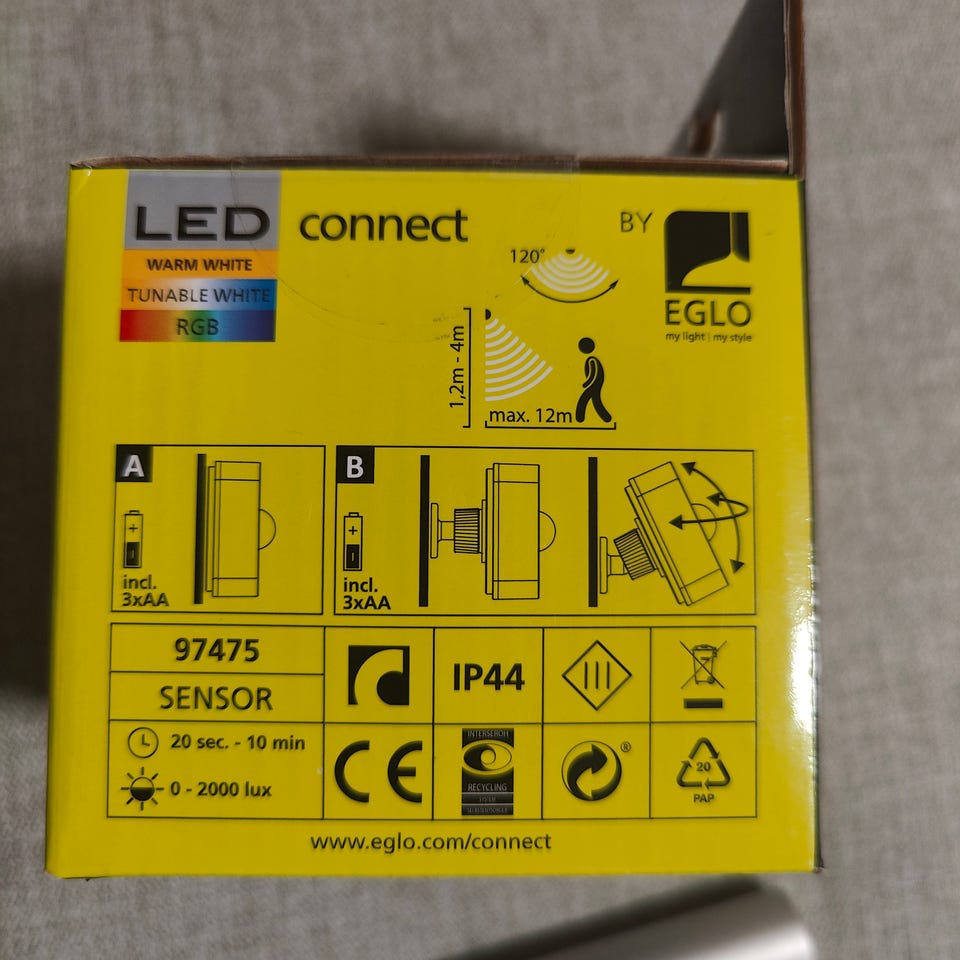 LED connect
BY
WARM WHITE
TUNABLE WHITE
RGB
120°
EGLO
my light | my style
1,2m - 4m
max. 12m
A
+
-
incl.
3xAA
B
+
-
incl.
3xAA
97475
SENSOR
IP44
III
20 sec. - 10 min
0 - 2000 lux
CE
INTERSEROH
RECYCLING
®
20
PAP
www.eglo.com/connect